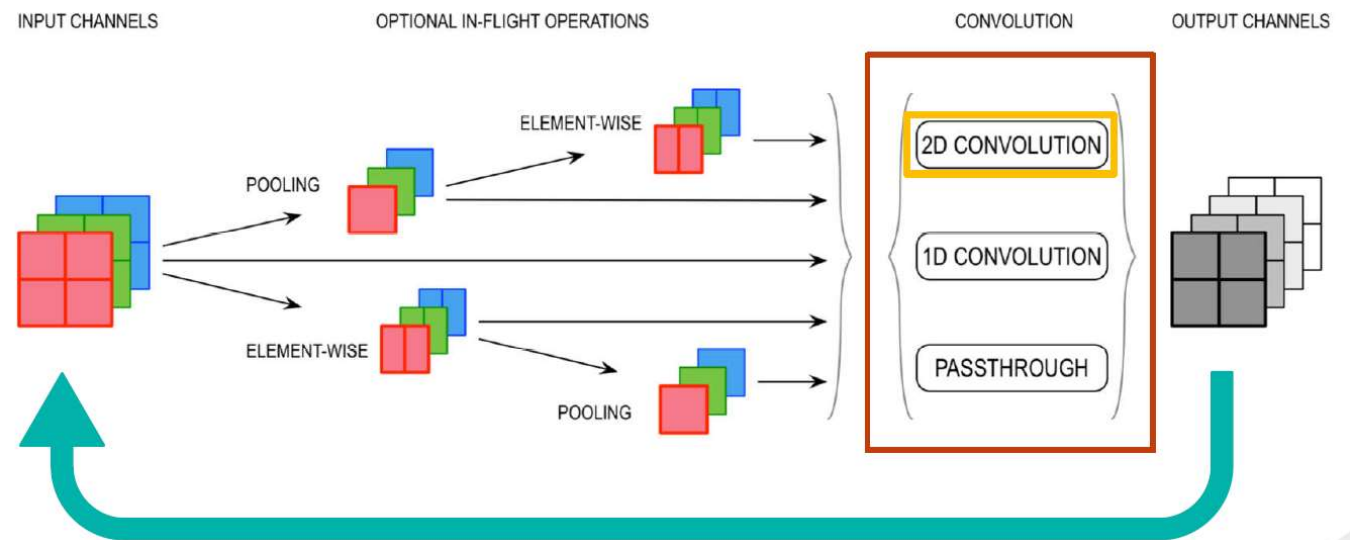 INPUT CHANNELS
OPTIONAL IN-FLIGHT OPERATIONS
CONVOLUTION
OUTPUT CHANNELS
ELEMENT-WISE
2D CONVOLUTION
POOLING
1D CONVOLUTION
ELEMENT-WISE
PASSTHROUGH
POOLING